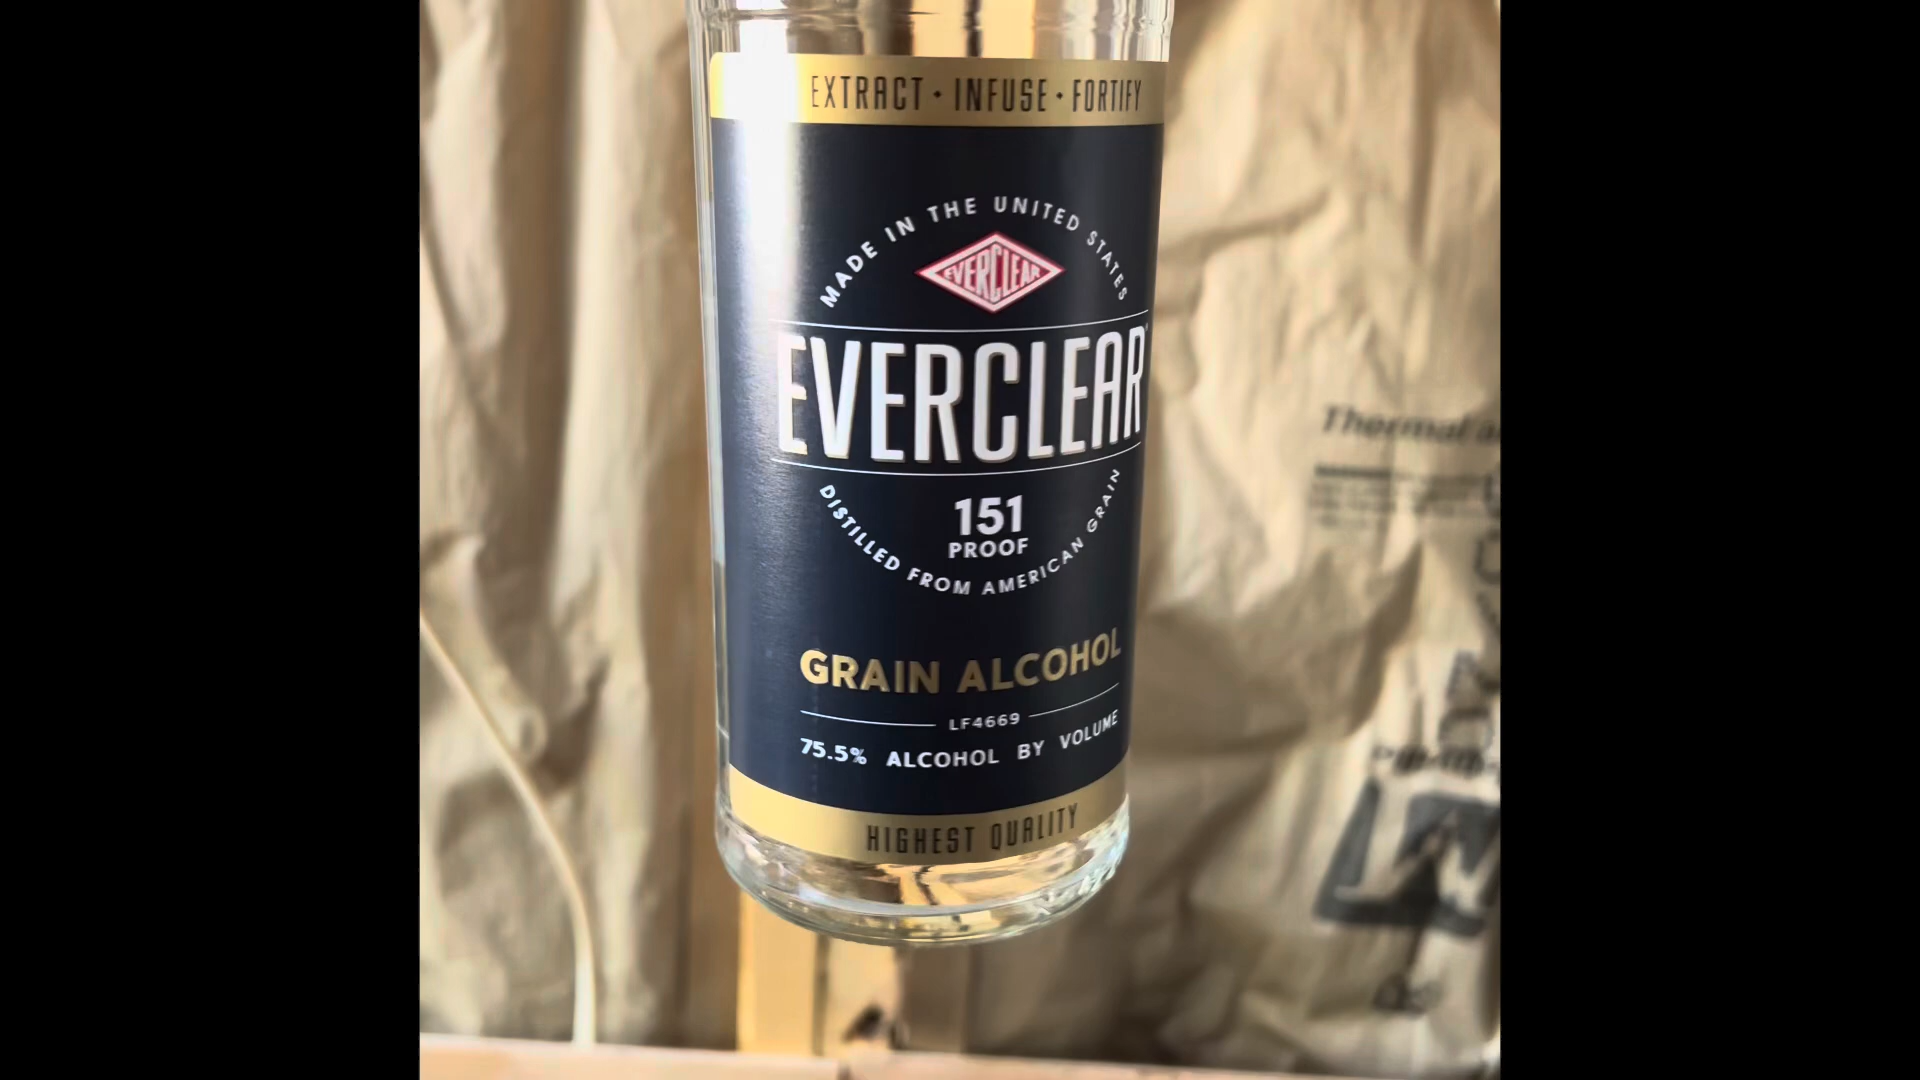 EXTRACT • INFUSE • FORTIFY
MADE IN THE UNITED STATES
EVERCLEAR
EVERCLEAR
151
PROOF
DISTILLED FROM AMERICAN GRAIN
GRAIN ALCOHOL
LF4669
75.5% ALCOHOL BY VOLUME
HIGHEST QUALITY